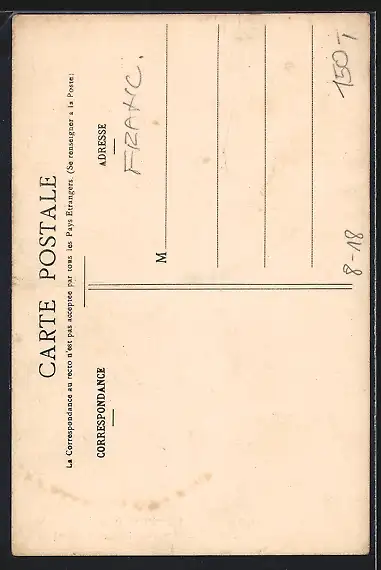 CARTE POSTALE
La Correspondance au recto n'est pas acceptée par tous les Pays Etrangers. (Se renseigner à la Poste)
CORRESPONDANCE
ADRESSE
FRANC.
M
150,-
8-18